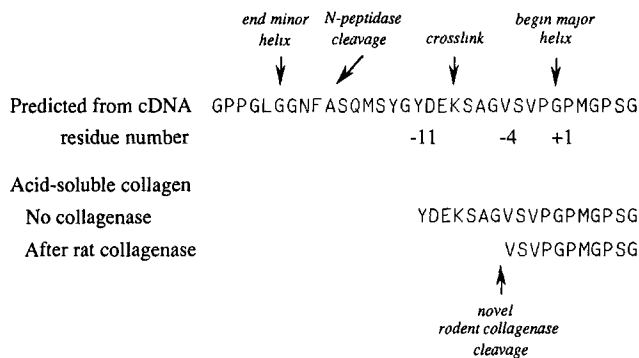 end minor N-peptidase begin major
helix cleavage crosslink helix
Predicted from cDNA GPPGLGGNFASQMSYGYDEKSAGVSVPGPMGPSG
residue number -11 -4 +1
Acid-soluble collagen
No collagenase YDEKSAGVSVPGPMGPSG
After rat collagenase VSVPGPMGPSG
novel
rodent collagenase
cleavage